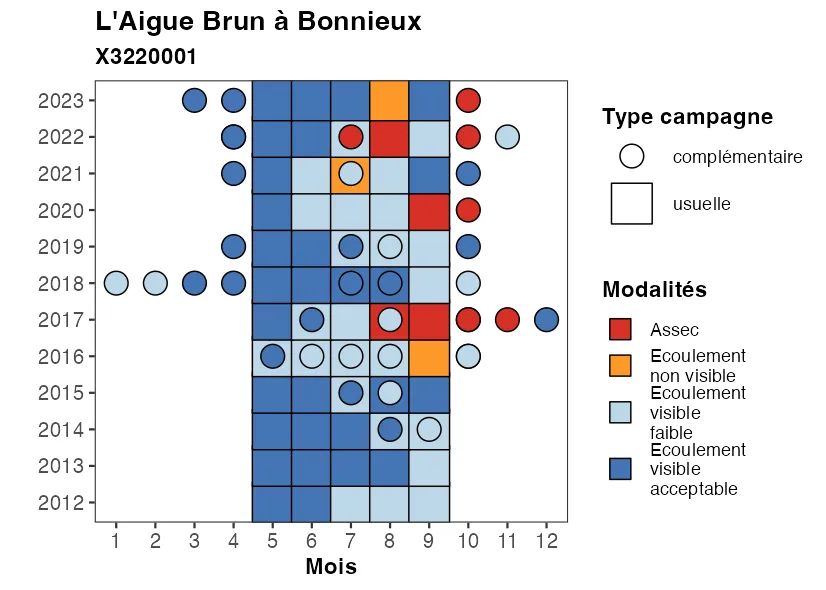 L'Aigue Brun à Bonnieux
X3220001
2023
2022
2021
2020
2019
2018
2017
2016
2015
2014
2013
2012
1 2 3 4 5 6 7 8 9 10 11 12
Mois
Type campagne
complémentaire
usuelle
Modalités
Assec
Ecoulement
non visible
Ecoulement
visible
faible
Ecoulement
visible
acceptable